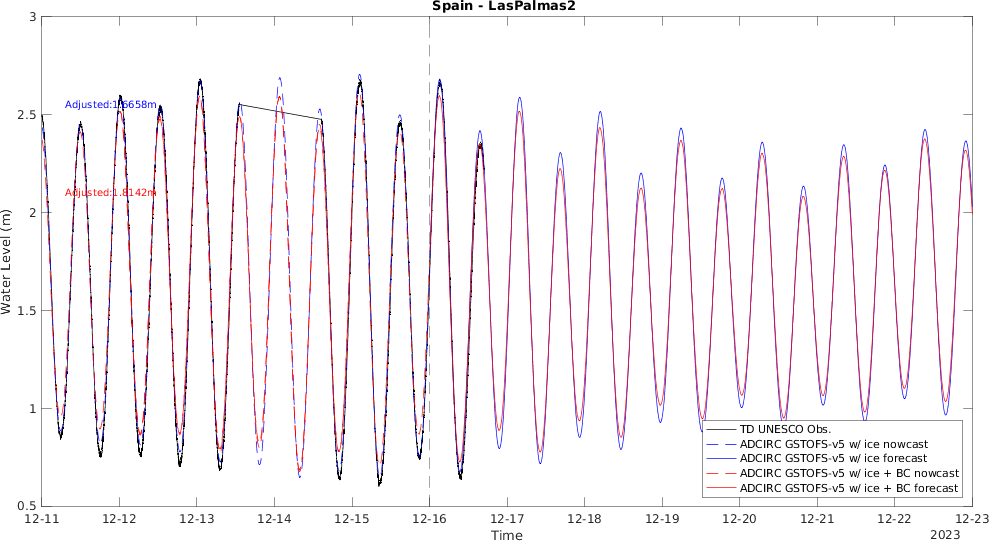 Spain - LasPalmas2
Water Level (m)
3
2.5
2
1.5
1
0.5
Adjusted:1.6658m
Adjusted:1.8142m
TD UNESCO Obs.
ADCIRC GSTOFS-v5 w/ ice nowcast
ADCIRC GSTOFS-v5 w/ ice forecast
ADCIRC GSTOFS-v5 w/ ice + BC nowcast
ADCIRC GSTOFS-v5 w/ ice + BC forecast
12-11 12-12 12-13 12-14 12-15 12-16 12-17 12-18 12-19 12-20 12-21 12-22 12-23
Time
2023